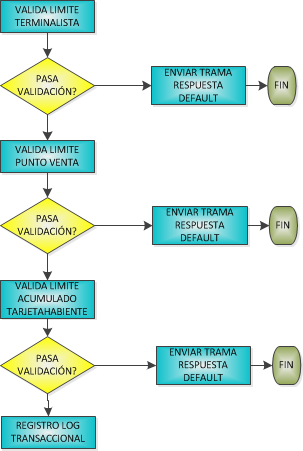 VALIDA LIMITE
TERMINALISTA
PASA
VALIDACIÓN?
ENVIAR TRAMA
RESPUESTA
DEFAULT
FIN
VALIDA LIMITE
PUNTO VENTA
PASA
VALIDACIÓN?
ENVIAR TRAMA
RESPUESTA
DEFAULT
FIN
VALIDA LIMITE
ACUMULADO
TARJETAHABIENTE
PASA
VALIDACIÓN?
ENVIAR TRAMA
RESPUESTA
DEFAULT
FIN
REGISTRO LOG
TRANSACCIONAL